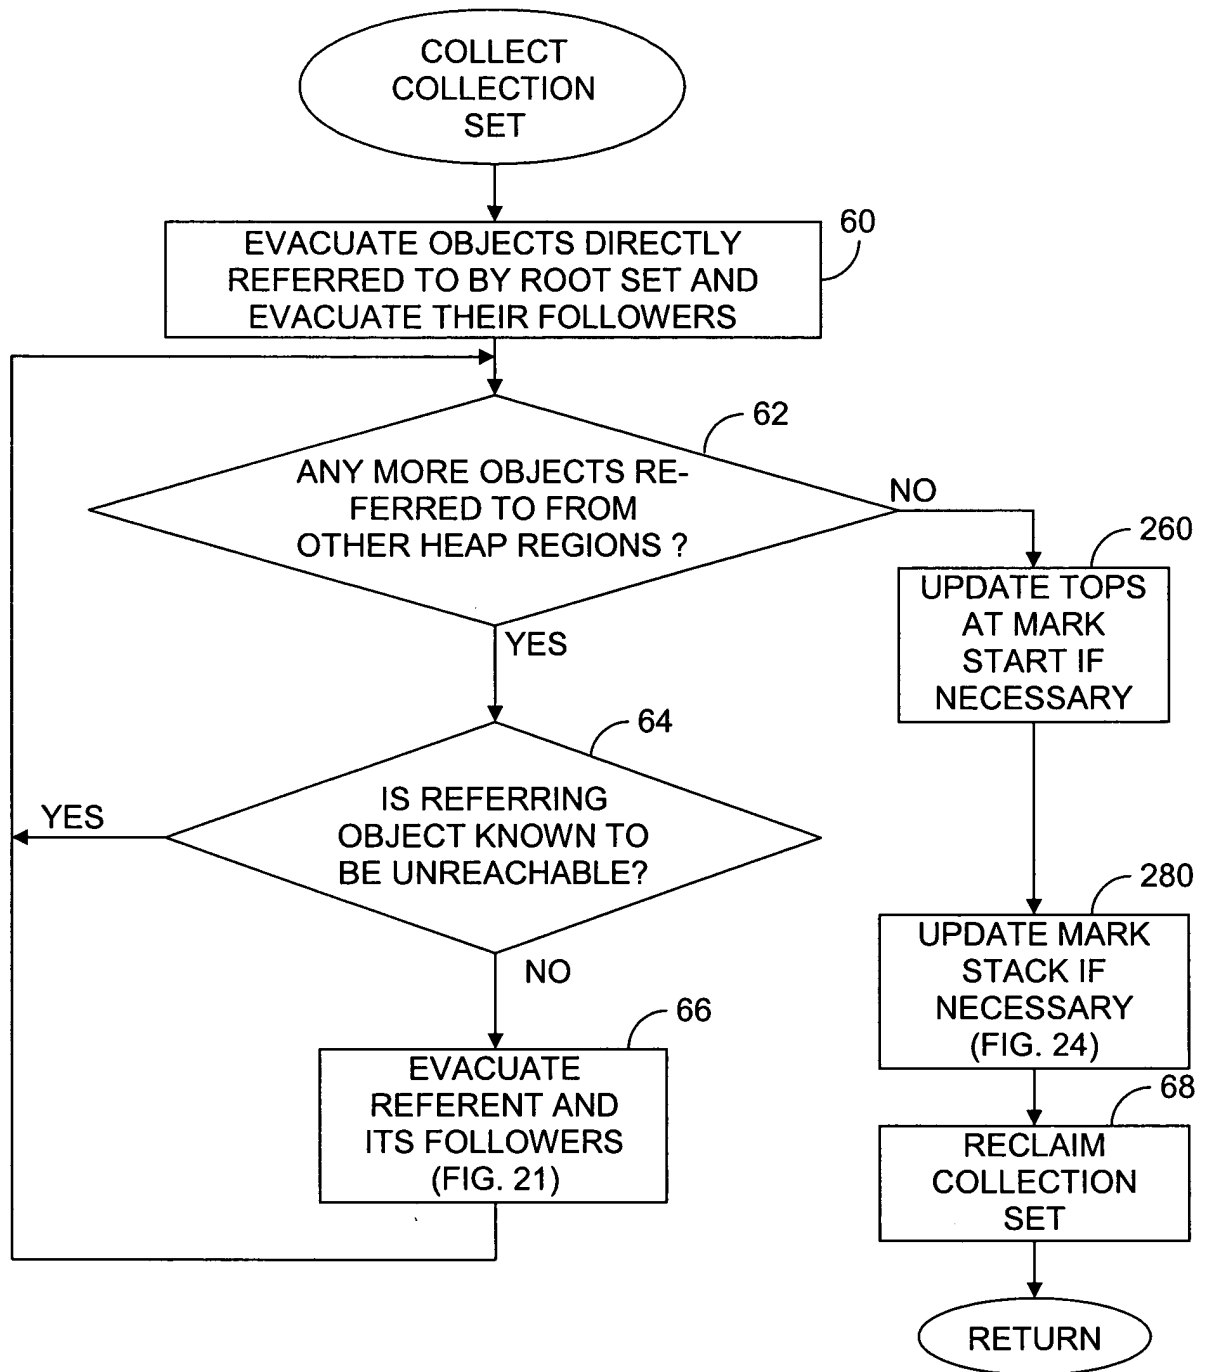 COLLECT
COLLECTION
SET
60
EVACUATE OBJECTS DIRECTLY
REFERRED TO BY ROOT SET AND
EVACUATE THEIR FOLLOWERS
62
ANY MORE OBJECTS RE-
FERRED TO FROM
OTHER HEAP REGIONS ?
NO
YES
260
UPDATE TOPS
AT MARK
START IF
NECESSARY
64
IS REFERRING
OBJECT KNOWN TO
BE UNREACHABLE?
YES
NO
280
UPDATE MARK
STACK IF
NECESSARY
(FIG. 24)
66
EVACUATE
REFERENT AND
ITS FOLLOWERS
(FIG. 21)
68
RECLAIM
COLLECTION
SET
RETURN